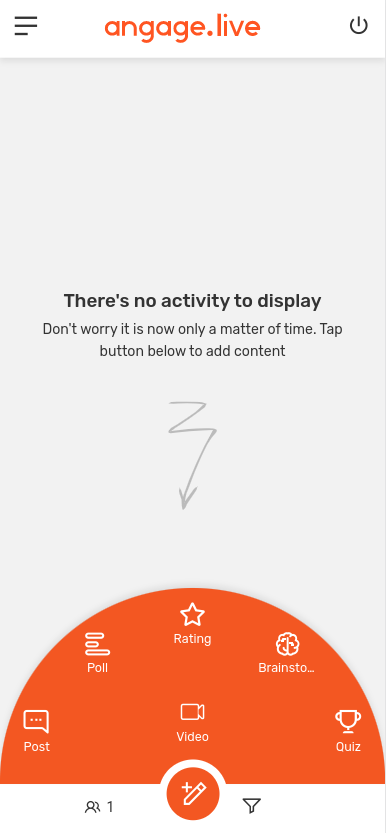 angage.live
There's no activity to display
Don't worry it is now only a matter of time. Tap
button below to add content
Rating
Poll
Brainsto...
Video
Post
Quiz
1